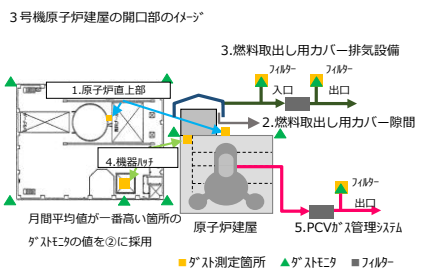 ３号機原子炉建屋の開口部のｲﾒｰｼﾞ
3.燃料取出し用カバー排気設備
ﾌｨﾙﾀｰ
ﾌｨﾙﾀｰ
1.原子炉直上部
入口
出口
2.燃料取出し用カバー隙間
4.機器ﾊｯﾁ
ﾌｨﾙﾀｰ
出口
月間平均値が一番高い箇所の
ﾀﾞｽﾄﾓﾆﾀの値を②に採用
原子炉建屋
5.PCVｶﾞｽ管理ｼｽﾃﾑ
ﾀﾞｽﾄ測定箇所
ﾀﾞｽﾄﾓﾆﾀ
ﾌｨﾙﾀｰ